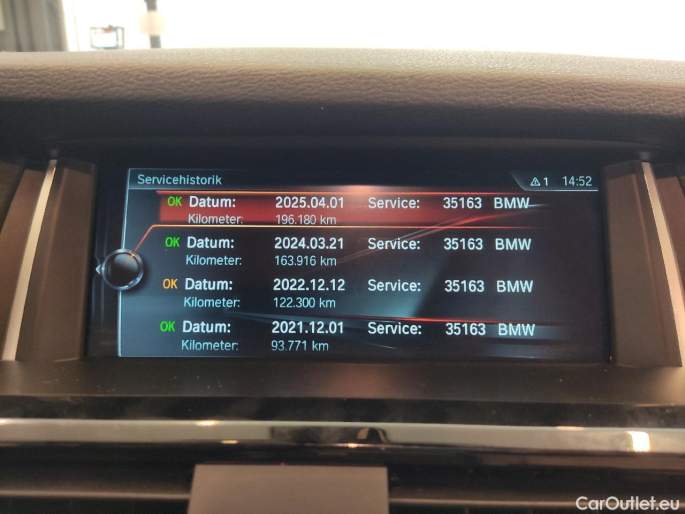 Servicehistorik 1 14:52
OK Datum: 2025.04.01 Service: 35163 BMW
Kilometer: 196.180 km
OK Datum: 2024.03.21 Service: 35163 BMW
Kilometer: 163.916 km
OK Datum: 2022.12.12 Service: 35163 BMW
Kilometer: 122.300 km
OK Datum: 2021.12.01 Service: 35163 BMW
Kilometer: 93.771 km
CarOutlet.eu